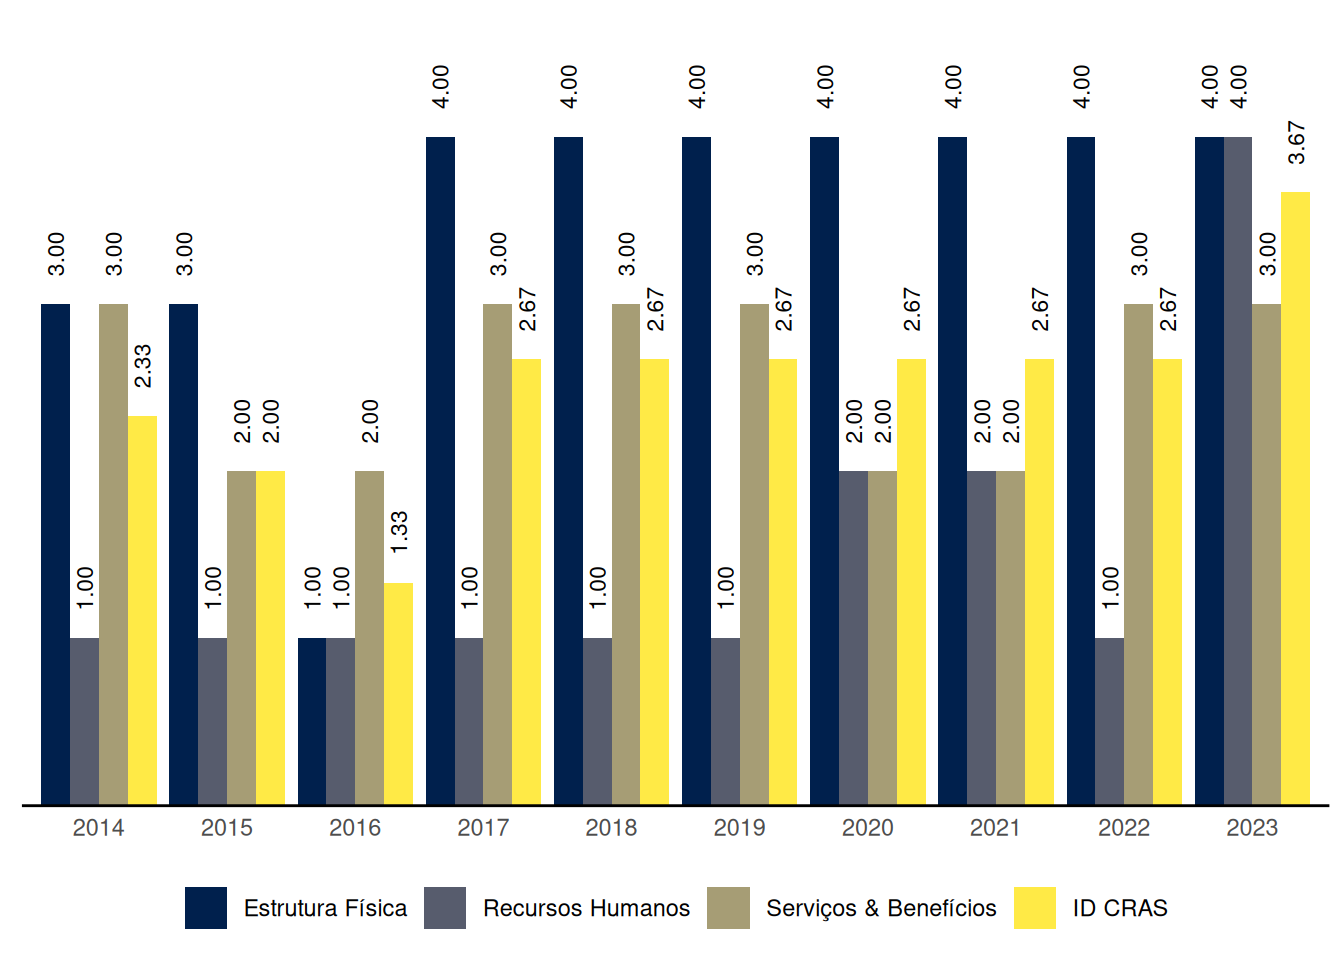 4.00 4.00 4.00 4.00 4.00 4.00 4.00 4.00
3.67
3.00 3.00 3.00 3.00 3.00 3.00 3.00 3.00
2.67 2.67 2.67 2.67 2.67 2.67
2.33
2.00 2.00 2.00 2.00 2.00 2.00 2.00
1.33
1.00 1.00 1.00 1.00 1.00 1.00 1.00 1.00
2014 2015 2016 2017 2018 2019 2020 2021 2022 2023
Estrutura Física Recursos Humanos Serviços & Benefícios ID CRAS